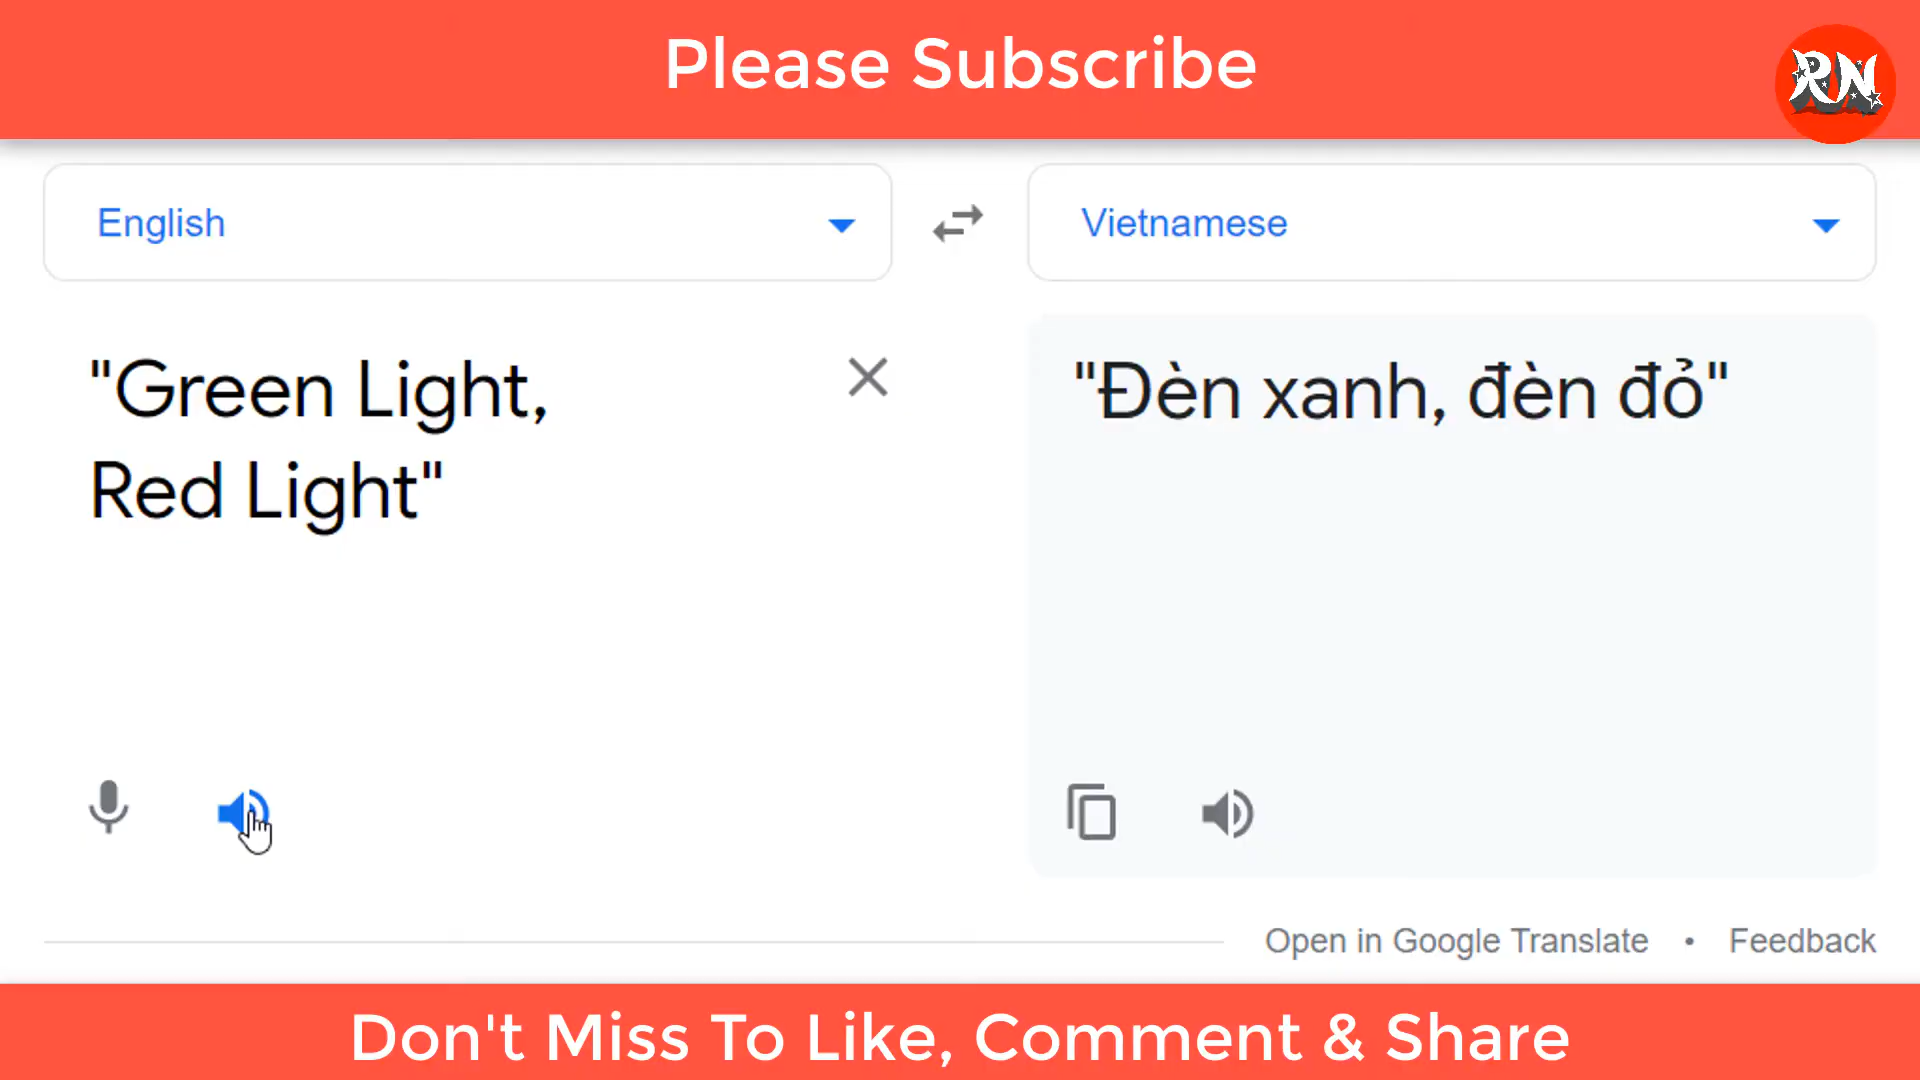 Please Subscribe
RN
English
Vietnamese
"Green Light,
Red Light"
"Đèn xanh, đèn đỏ"
Open in Google Translate • Feedback
Don't Miss To Like, Comment & Share